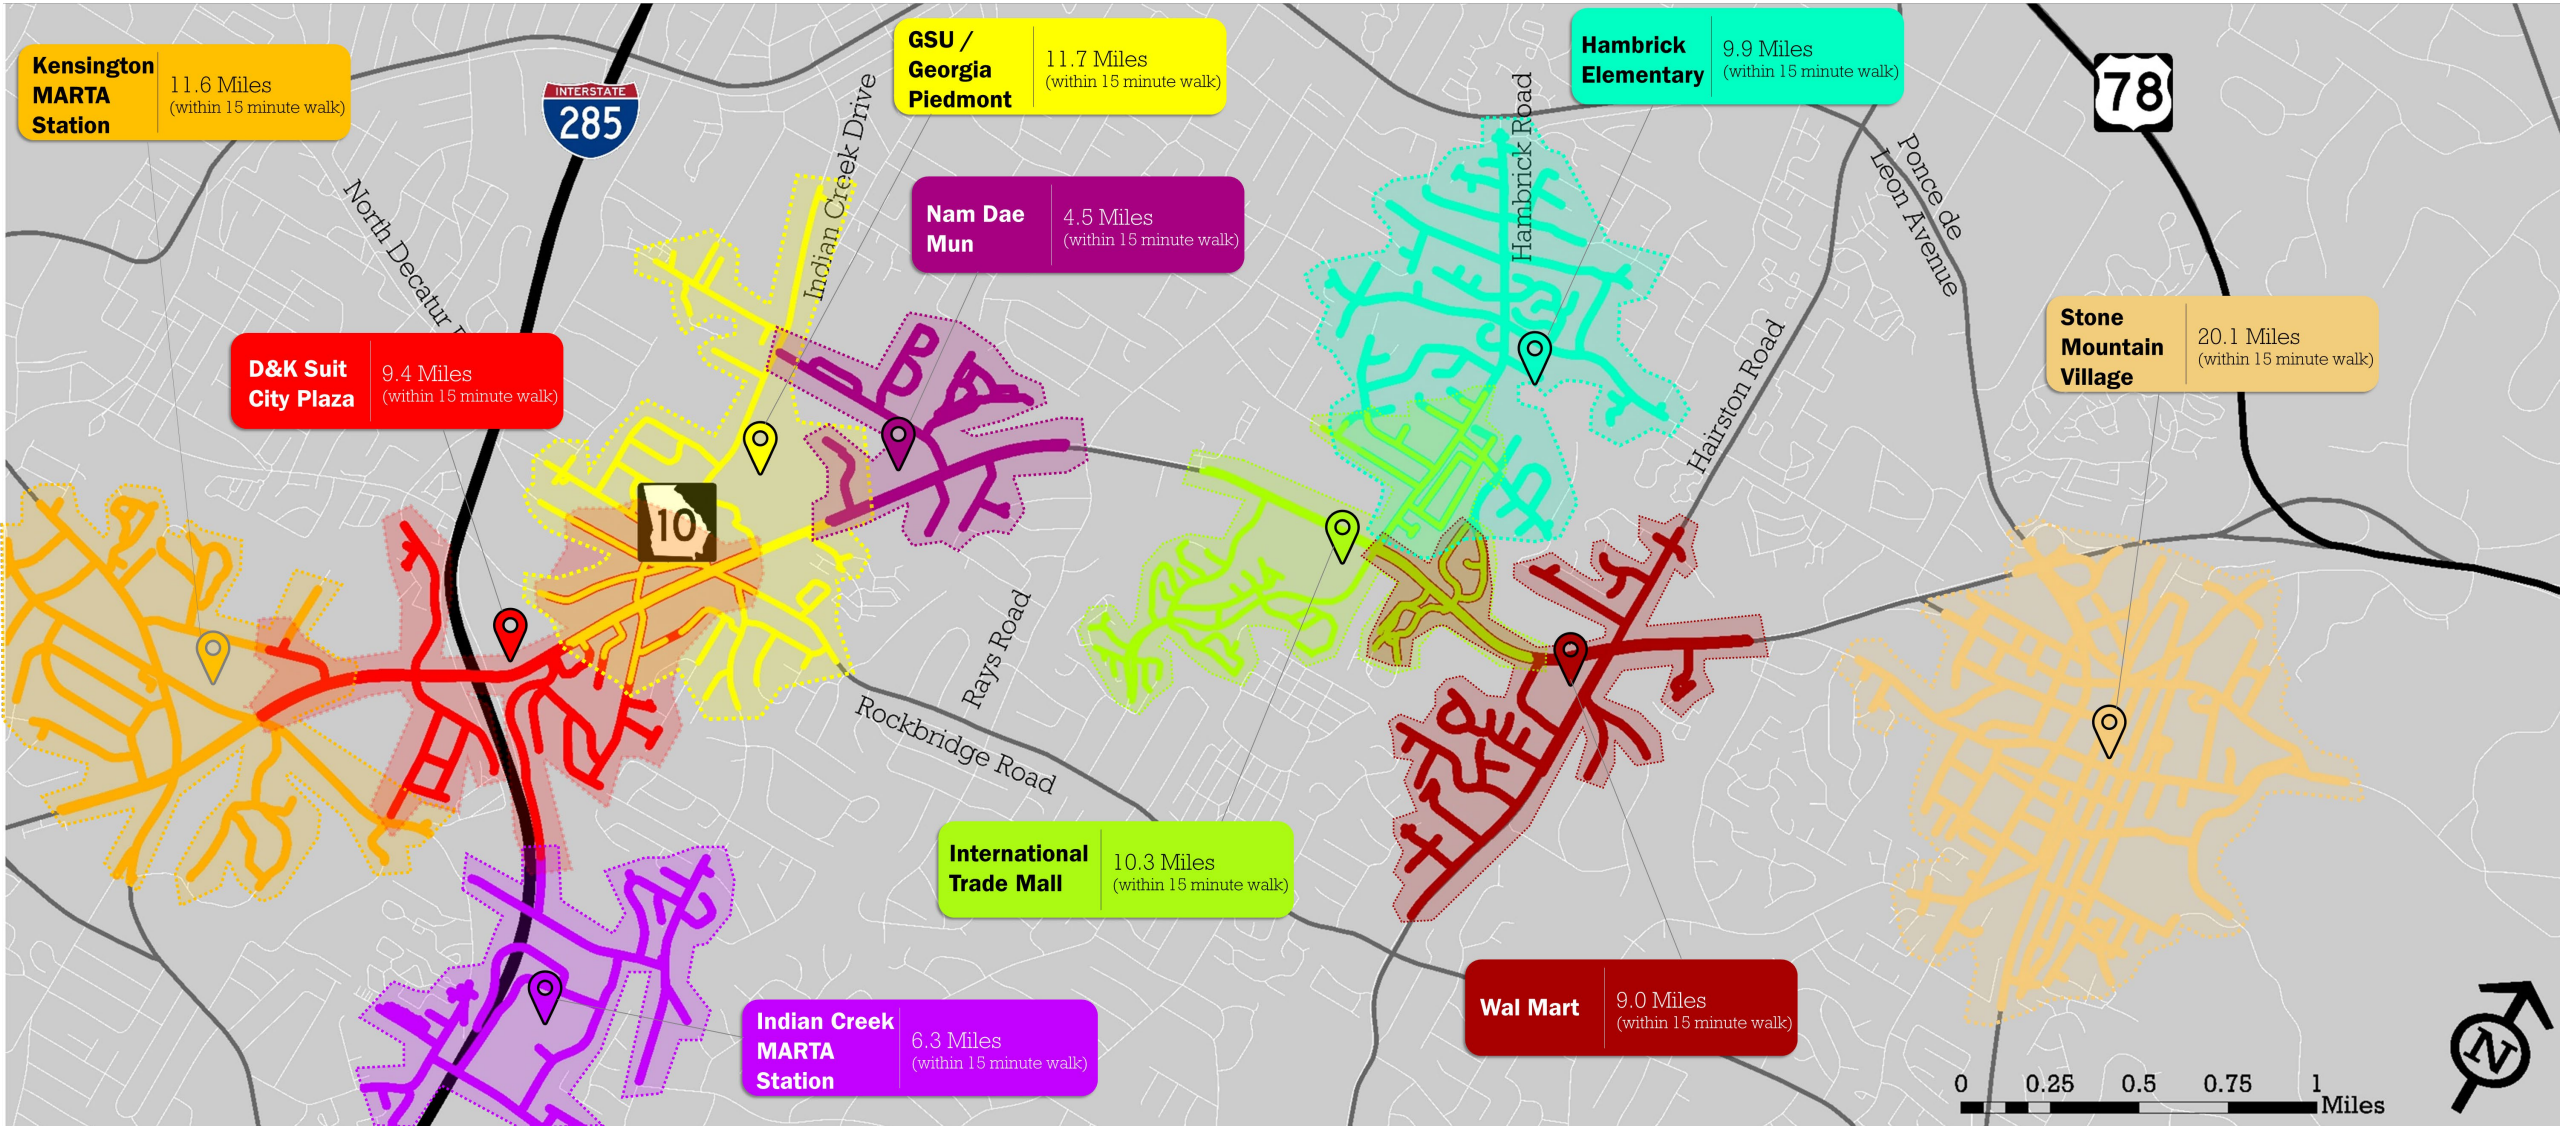 Kensington
MARTA
Station
11.6 Miles
(within 15 minute walk)
INTERSTATE
285
GSU /
Georgia
Piedmont
11.7 Miles
(within 15 minute walk)
Hambrick
Elementary
9.9 Miles
(within 15 minute walk)
78
Indian Creek Drive
Hambrick Road
Ponce de
Leon Avenue
North Decatur
Nam Dae
Mun
4.5 Miles
(within 15 minute walk)
D&K Suit
City Plaza
9.4 Miles
(within 15 minute walk)
Stone
Mountain
Village
20.1 Miles
(within 15 minute walk)
Hairston Road
10
Rays Road
Rockbridge Road
International
Trade Mall
10.3 Miles
(within 15 minute walk)
Wal Mart
9.0 Miles
(within 15 minute walk)
Indian Creek
MARTA
Station
6.3 Miles
(within 15 minute walk)
N
0 0.25 0.5 0.75 1
Miles